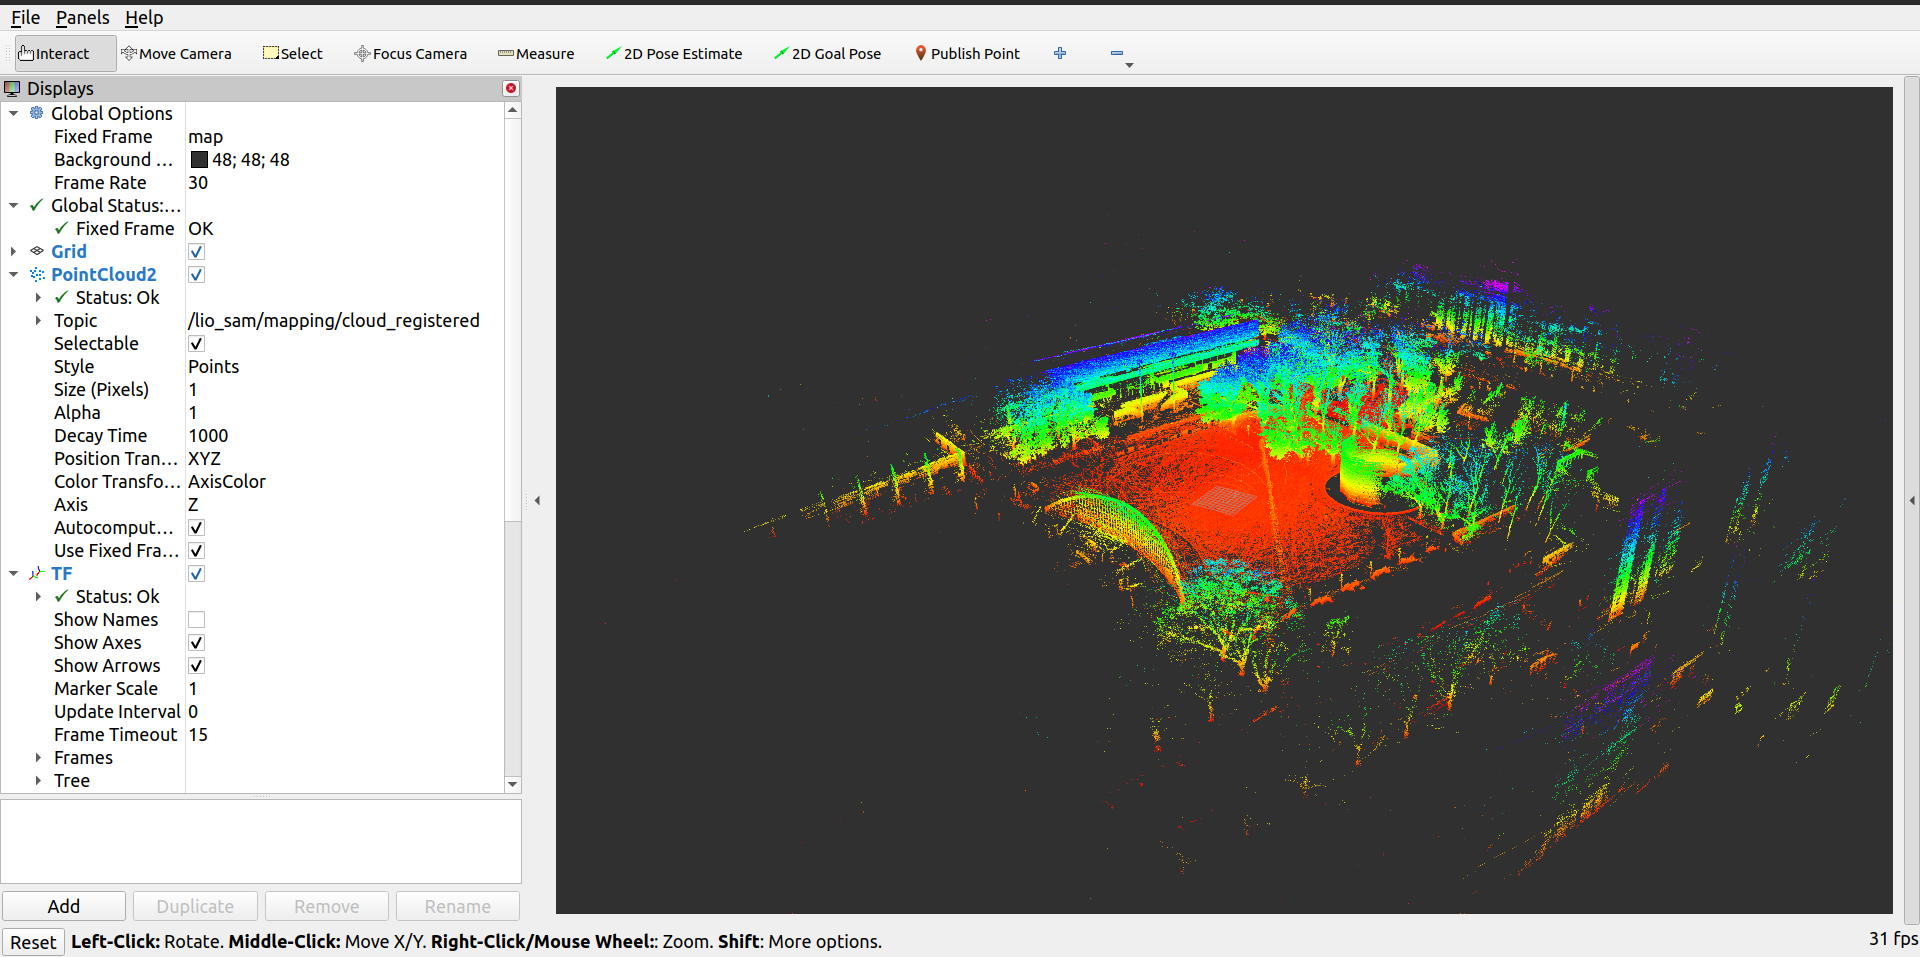 File Panels Help
Interact Move Camera Select Focus Camera Measure 2D Pose Estimate 2D Goal Pose Publish Point
Displays
Global Options
Fixed Frame map
Background ... 48; 48; 48
Frame Rate 30
Global Status:...
Fixed Frame OK
Grid
PointCloud2
Status: Ok
Topic /lio_sam/mapping/cloud_registered
Selectable
Style Points
Size (Pixels) 1
Alpha 1
Decay Time 1000
Position Tran... XYZ
Color Transfo... AxisColor
Axis Z
Autocomput...
Use Fixed Fra...
TF
Status: Ok
Show Names
Show Axes
Show Arrows
Marker Scale 1
Update Interval 0
Frame Timeout 15
Frames
Tree
Add Duplicate Remove Rename
Reset Left-Click: Rotate. Middle-Click: Move X/Y. Right-Click/Mouse Wheel:: Zoom. Shift: More options. 31 fps